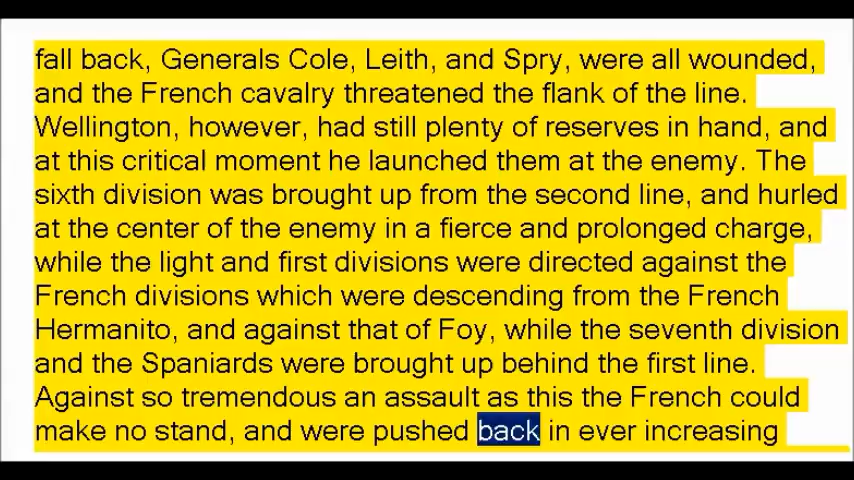 fall back, Generals Cole, Leith, and Spry, were all wounded,
and the French cavalry threatened the flank of the line.
Wellington, however, had still plenty of reserves in hand, and
at this critical moment he launched them at the enemy. The
sixth division was brought up from the second line, and hurled
at the center of the enemy in a fierce and prolonged charge,
while the light and first divisions were directed against the
French divisions which were descending from the French
Hermanito, and against that of Foy, while the seventh division
and the Spaniards were brought up behind the first line.
Against so tremendous an assault as this the French could
make no stand, and were pushed back in ever increasing